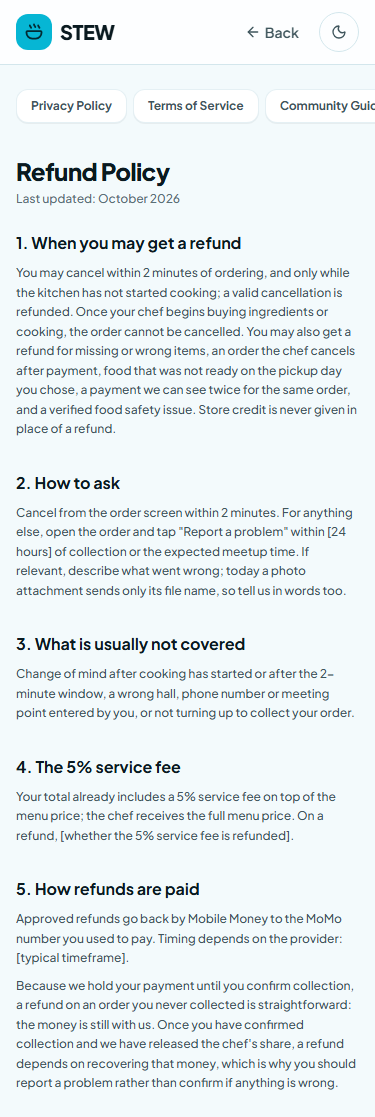 STEW
Back
Privacy Policy
Terms of Service
Community Guic
Refund Policy
Last updated: October 2026
1. When you may get a refund
You may cancel within 2 minutes of ordering, and only while
the kitchen has not started cooking; a valid cancellation is
refunded. Once your chef begins buying ingredients or
cooking, the order cannot be cancelled. You may also get a
refund for missing or wrong items, an order the chef cancels
after payment, food that was not ready on the pickup day
you chose, a payment we can see twice for the same order,
and a verified food safety issue. Store credit is never given in
place of a refund.
2. How to ask
Cancel from the order screen within 2 minutes. For anything
else, open the order and tap "Report a problem" within [24
hours] of collection or the expected meetup time. If
relevant, describe what went wrong; today a photo
attachment sends only its file name, so tell us in words too.
3. What is usually not covered
Change of mind after cooking has started or after the 2-
minute window, a wrong hall, phone number or meeting
point entered by you, or not turning up to collect your order.
4. The 5% service fee
Your total already includes a 5% service fee on top of the
menu price; the chef receives the full menu price. On a
refund, [whether the 5% service fee is refunded].
5. How refunds are paid
Approved refunds go back by Mobile Money to the MoMo
number you used to pay. Timing depends on the provider:
[typical timeframe].
Because we hold your payment until you confirm collection,
a refund on an order you never collected is straightforward:
the money is still with us. Once you have confirmed
collection and we have released the chef's share, a refund
depends on recovering that money, which is why you should
report a problem rather than confirm if anything is wrong.